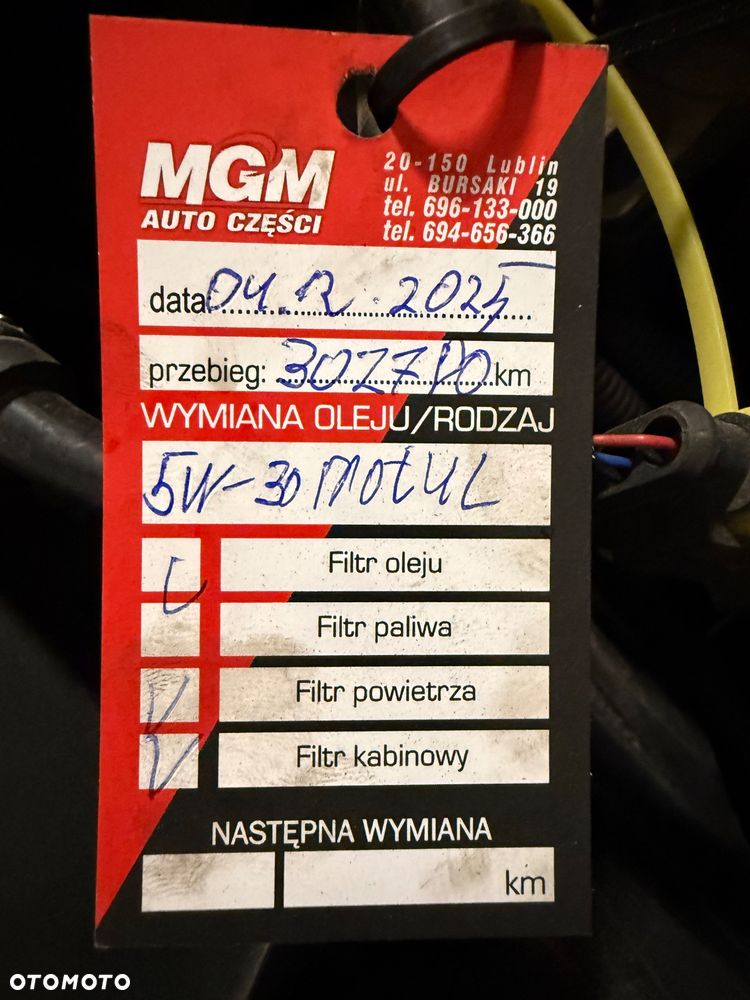 MGM
AUTO CZĘŚCI
20-150 Lublin
ul. BURSAKI 19
tel. 696-133-000
tel. 694-656-366
data: 04.12.2025
przebieg: km
WYMIANA OLEJU/RODZAJ
5W-30 MOTUL
Filtr oleju
Filtr paliwa
Filtr powietrza
Filtr kabinowy
NASTĘPNA WYMIANA
km
OTOMOTO